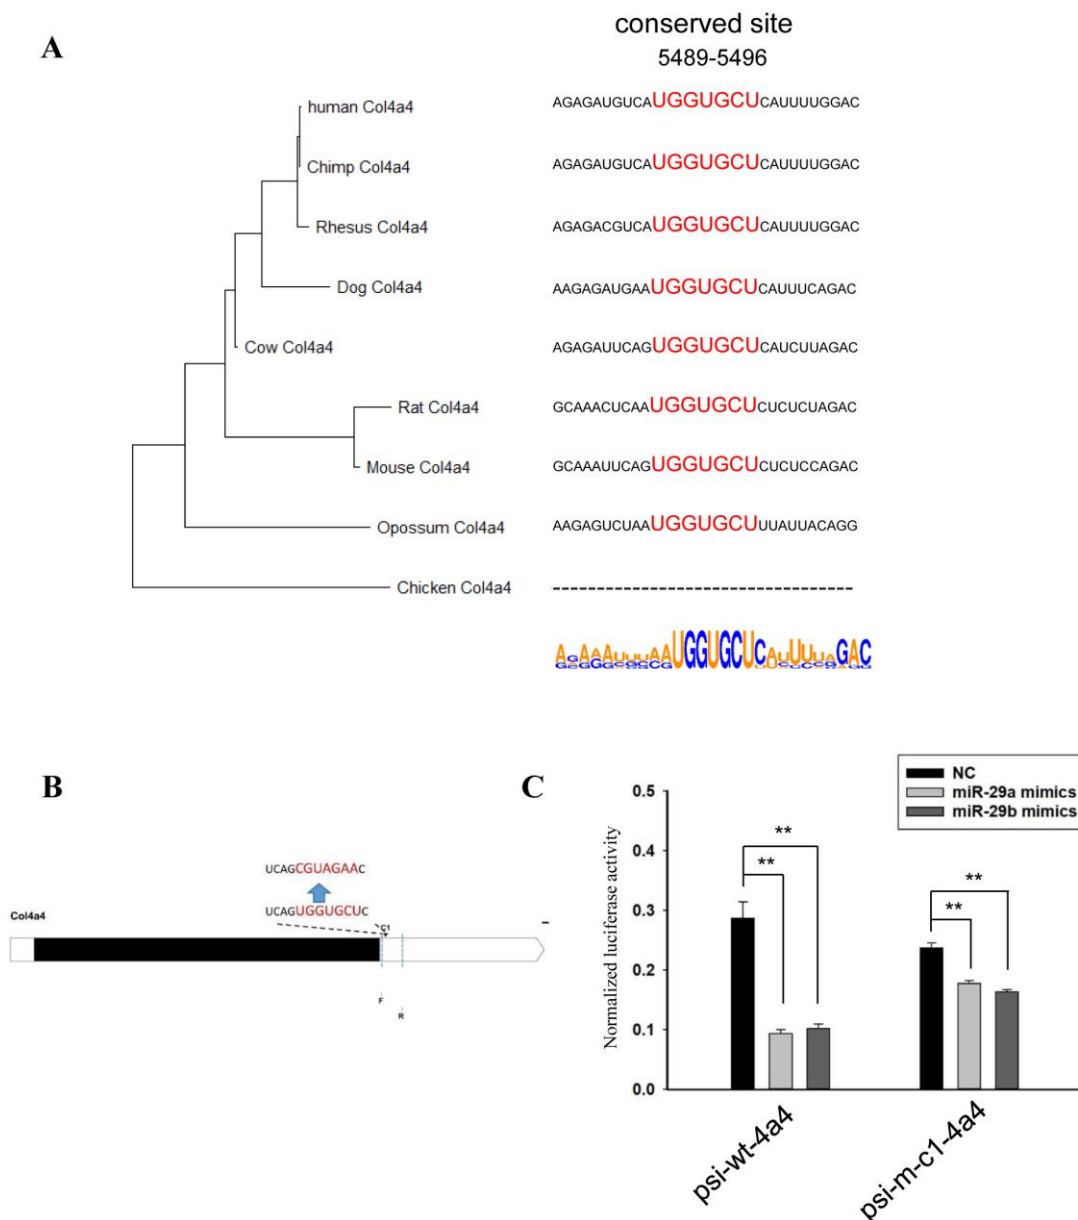 A
conserved site
5489-5496
human Col4a4 AGAGAUGUCAUGGUGCUCAUUUUGGAC
Chimp Col4a4 AGAGAUGUCAUGGUGCUCAUUUUGGAC
Rhesus Col4a4 AGAGACGUCAUGGUGCUCAUUUUGGAC
Dog Col4a4 AAGAGAUGAAUGGUGCUCAUUUCAGAC
Cow Col4a4 AGAGAUUCAGUGGUGCUCAUCUUAGAC
Rat Col4a4 GCAAACUCAAUGGUGCUCUCUCUAGAC
Mouse Col4a4 GCAAAUUCAGUGGUGCUCUCUCCAGAC
Opossum Col4a4 AAGAGUCUAAUGGUGCUUUAUUACAGG
Chicken Col4a4 ------------------------------
UGGUGCUC
GAC
B
UCAGCGUAGAAC
UCAGUGGUGCUC
Col4a4
C1
F
R
C
NC
miR-29a mimics
miR-29b mimics
Normalized luciferase activity
0.5
0.4
0.3
0.2
0.1
0.0
**
**
**
**
psi-wt-4a4
psi-m-c1-4a4